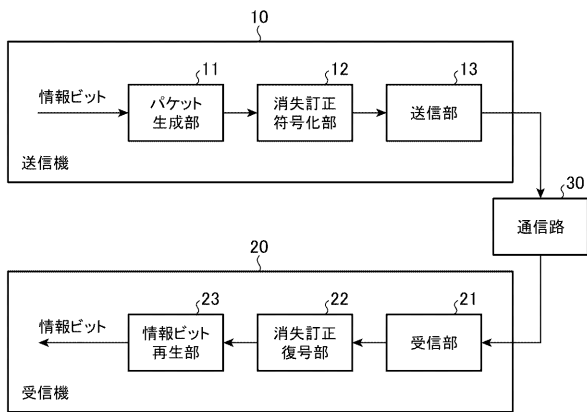 10
情報ビット
11
パケット
生成部
12
消失訂正
符号化部
13
送信部
送信機
30
通信路
20
情報ビット
23
情報ビット
再生部
22
消失訂正
復号部
21
受信部
受信機